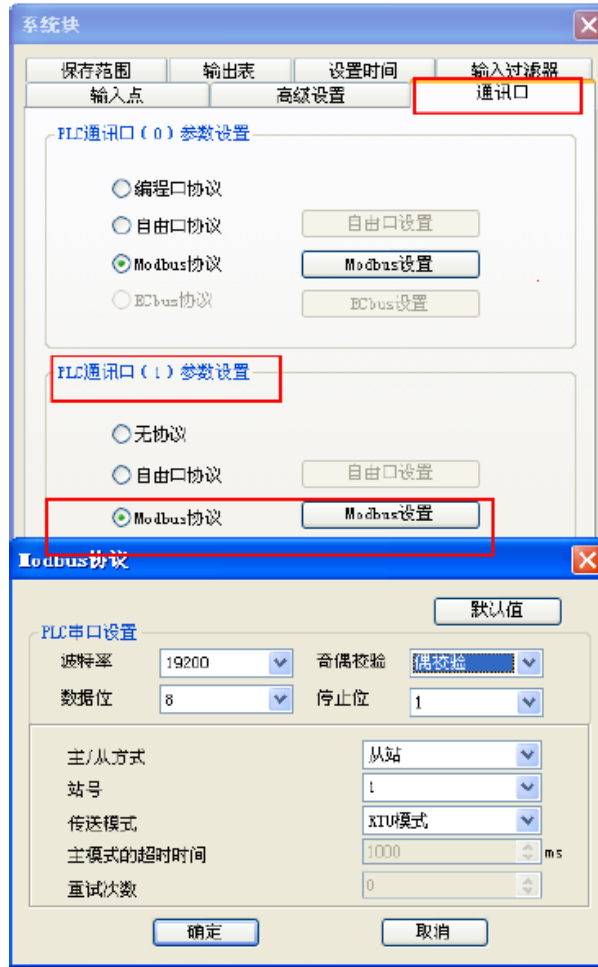 系统块
保存范围 输出表 设置时间 输入过滤器
输入点 高级设置 通讯口
PLC通讯口(0)参数设置
编程口协议
自由口协议 自由口设置
Modbus协议 Modbus设置
ECbus协议 ECbus设置
PLC通讯口(1)参数设置
无协议
自由口协议 自由口设置
Modbus协议 Modbus设置
Modbus协议
默认值
PLC串口设置
波特率 19200 奇偶校验 偶校验
数据位 8 停止位 1
主/从方式 从站
站号 1
传送模式 RTU模式
主模式的超时时间 1000 ms
重试次数 0
确定 取消